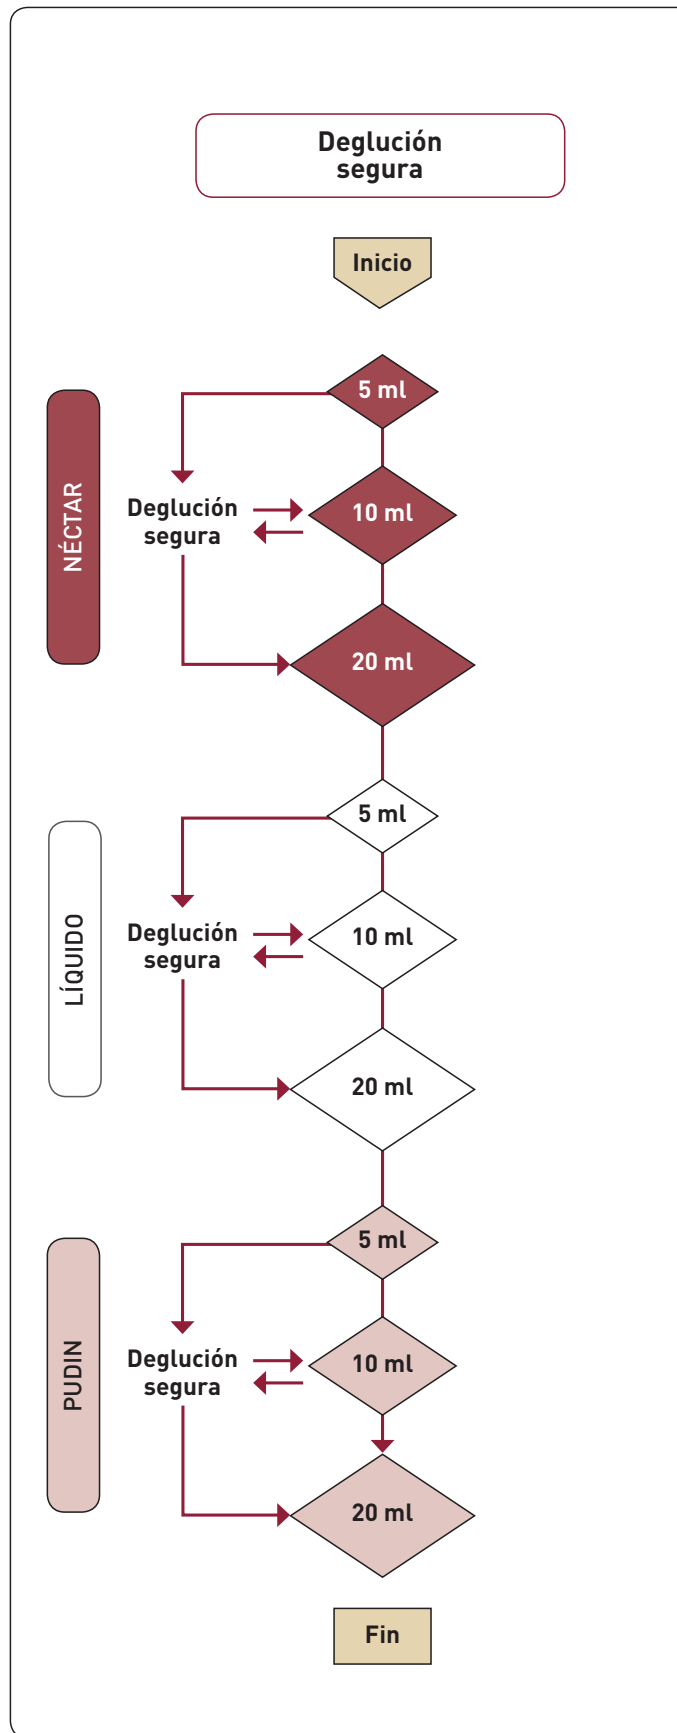 Deglución
segura
Inicio
NÉCTAR
5 ml
Deglución
segura
10 ml
20 ml
LÍQUIDO
5 ml
Deglución
segura
10 ml
20 ml
PUDIN
5 ml
Deglución
segura
10 ml
20 ml
Fin